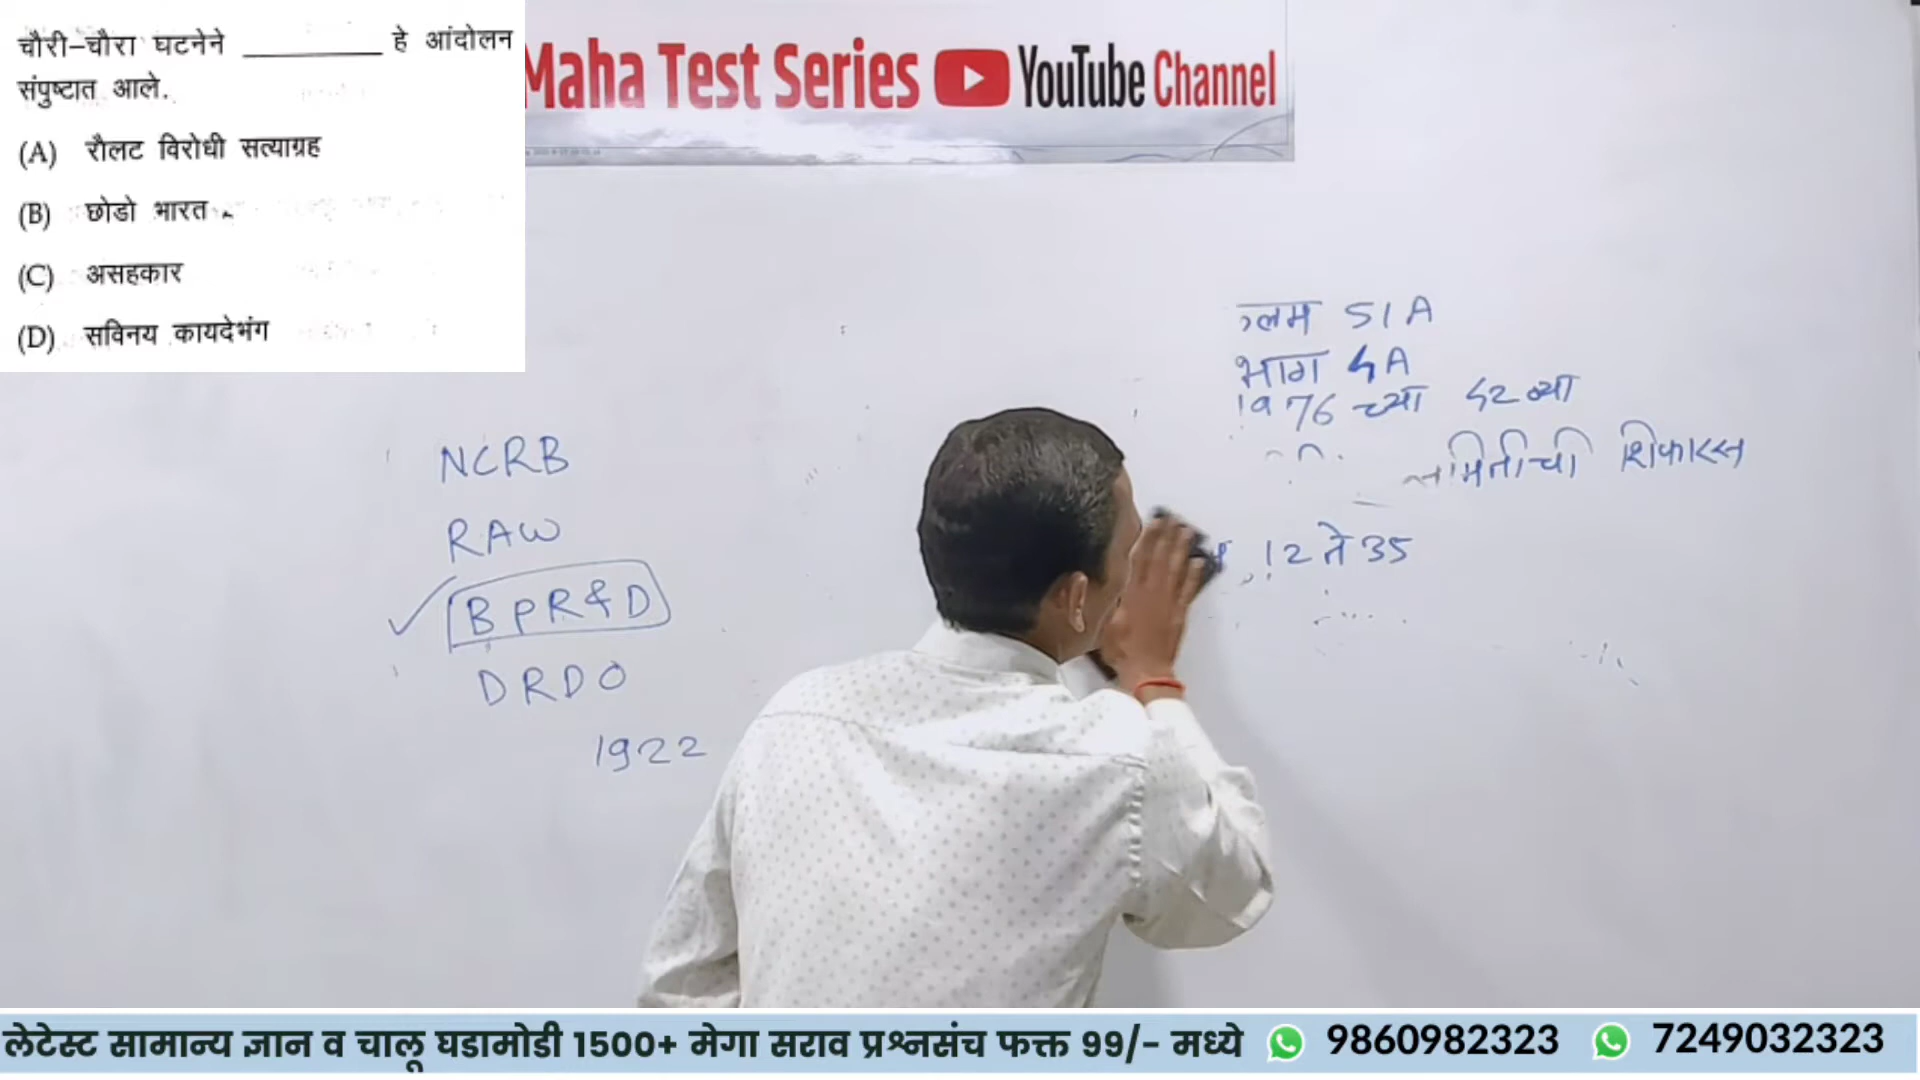 चौरी-चौरा घटनेने __________ हे आंदोलन
संपुष्टात आले.
(A) रौलट विरोधी सत्याग्रह
(B) छोडो भारत
(C) असहकार
(D) सविनय कायदेभंग
Maha Test Series YouTube Channel
51A
भाग 4A
1976 च्या 42 व्या
शिफारस
12 ते 35
NCRB
RAW
BPR&D
DRDO
1922
लेटेस्ट सामान्य ज्ञान व चालू घडामोडी 1500+ मेगा सराव प्रश्नसंच फक्त 99/- मध्ये 9860982323 7249032323